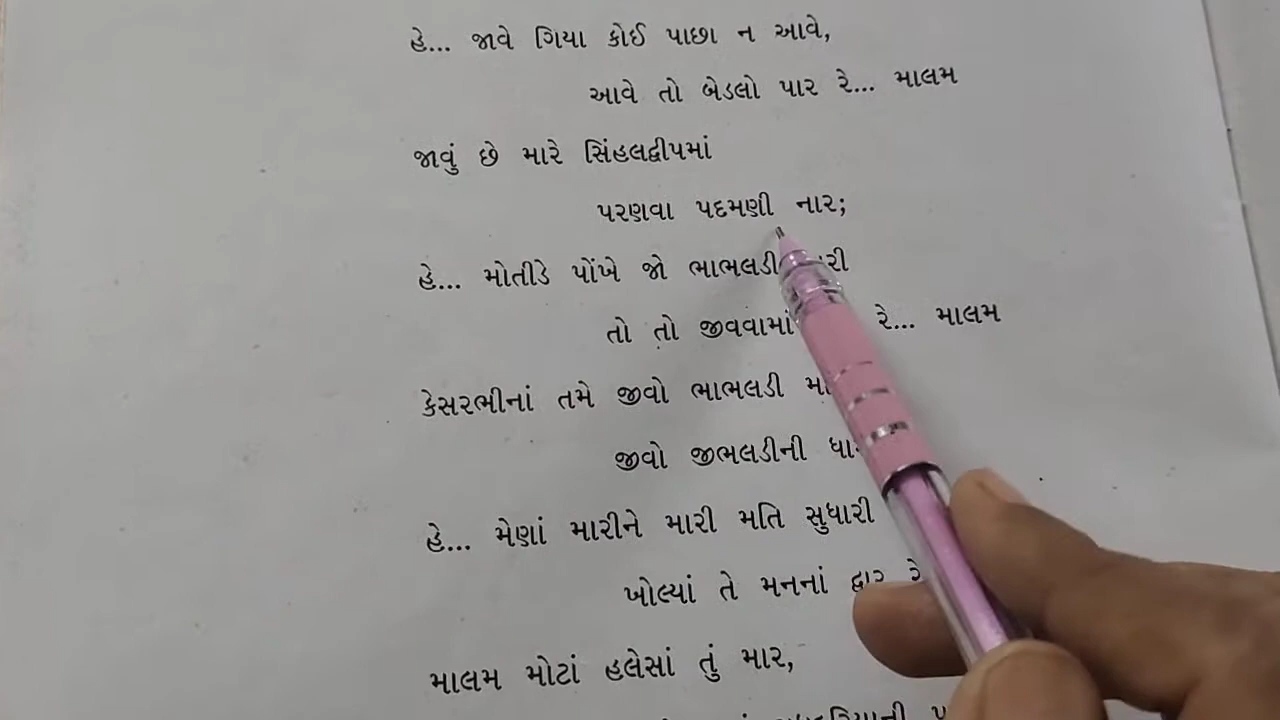 હે... જાવે ગિયા કોઈ પાછા ન આવે,
આવે તો બેડલો પાર રે... માલમ
જાવું છે મારે સિંહલદ્વીપમાં
પરણવા પદમણી નાર;
હે... મોતીડે પોંખે જો ભાભલડી
તો તો જીવવામાં રે... માલમ
કેસરભીનાં તમે જીવો ભાભલડી
જીવો જીભલડીની
હે... મેણાં મારીને મારી મતિ સુધારી
ખોલ્યાં તે મનનાં દ્વાર રે
માલમ મોટાં હલેસાં તું માર,